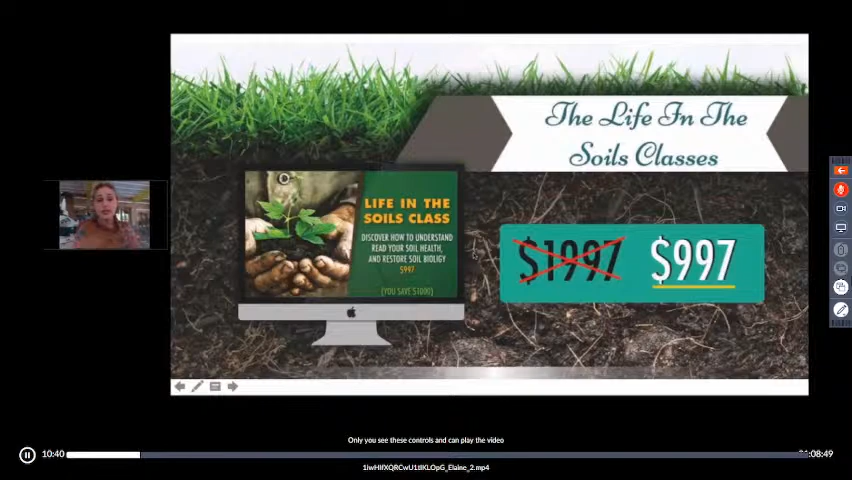 The Life In The
Soils Classes
LIFE IN THE
SOILS CLASS
DISCOVER HOW TO UNDERSTAND
READ YOUR SOIL HEALTH,
AND RESTORE SOIL BIOLIGY
$997
(YOU SAVE $1000)
$1997 $997
Only you see these controls and can play the video
10:40
:08:49